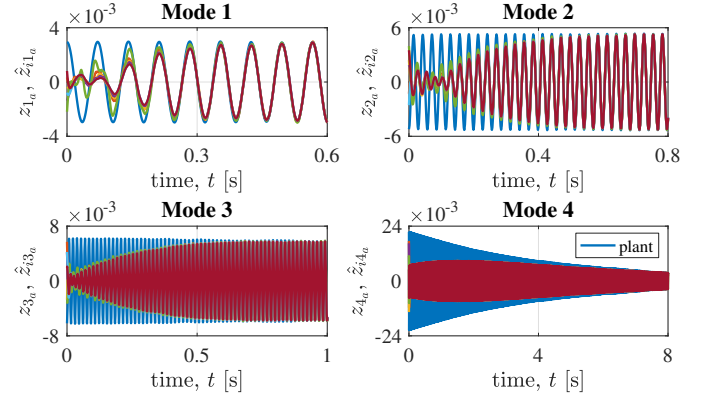 Mode 1
×10⁻³
4
0
-4
z₁ₐ, ẑᵢ₁ₐ
0 0.3 0.6
time, t [s]
Mode 2
×10⁻³
6
0
-6
z₂ₐ, ẑᵢ₂ₐ
0 0.4 0.8
time, t [s]
Mode 3
×10⁻³
8
0
-8
z₃ₐ, ẑᵢ₃ₐ
0 0.5 1
time, t [s]
Mode 4
×10⁻³
24
0
-24
z₄ₐ, ẑᵢ₄ₐ
plant
0 4 8
time, t [s]